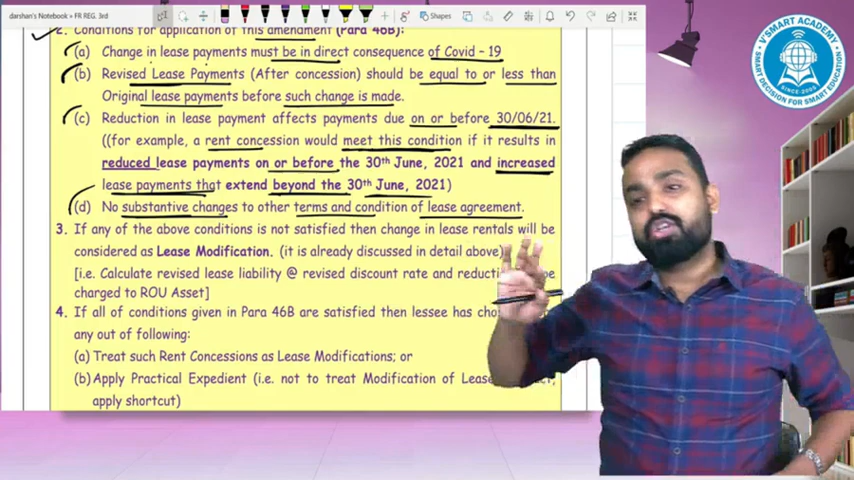 darshan's Notebook > FR REG. 3rd
Shapes
2. Conditions for application of this amendment (Para 46B):
(a) Change in lease payments must be in direct consequence of Covid - 19
(b) Revised Lease Payments (After concession) should be equal to or less than
Original lease payments before such change is made.
(c) Reduction in lease payment affects payments due on or before 30/06/21.
((for example, a rent concession would meet this condition if it results in
reduced lease payments on or before the 30th June, 2021 and increased
lease payments that extend beyond the 30th June, 2021)
(d) No substantive changes to other terms and condition of lease agreement.
3. If any of the above conditions is not satisfied then change in lease rentals will be
considered as Lease Modification. (it is already discussed in detail above)
[i.e. Calculate revised lease liability @ revised discount rate and be
charged to ROU Asset]
4. If all of conditions given in Para 46B are satisfied then lessee has
any out of following:
(a) Treat such Rent Concessions as Lease Modifications; or
(b) Apply Practical Expedient (i.e. not to treat Modification of
apply shortcut)
V'SMART ACADEMY
SMART DECISION FOR SMART EDUCATION
SINCE-2005